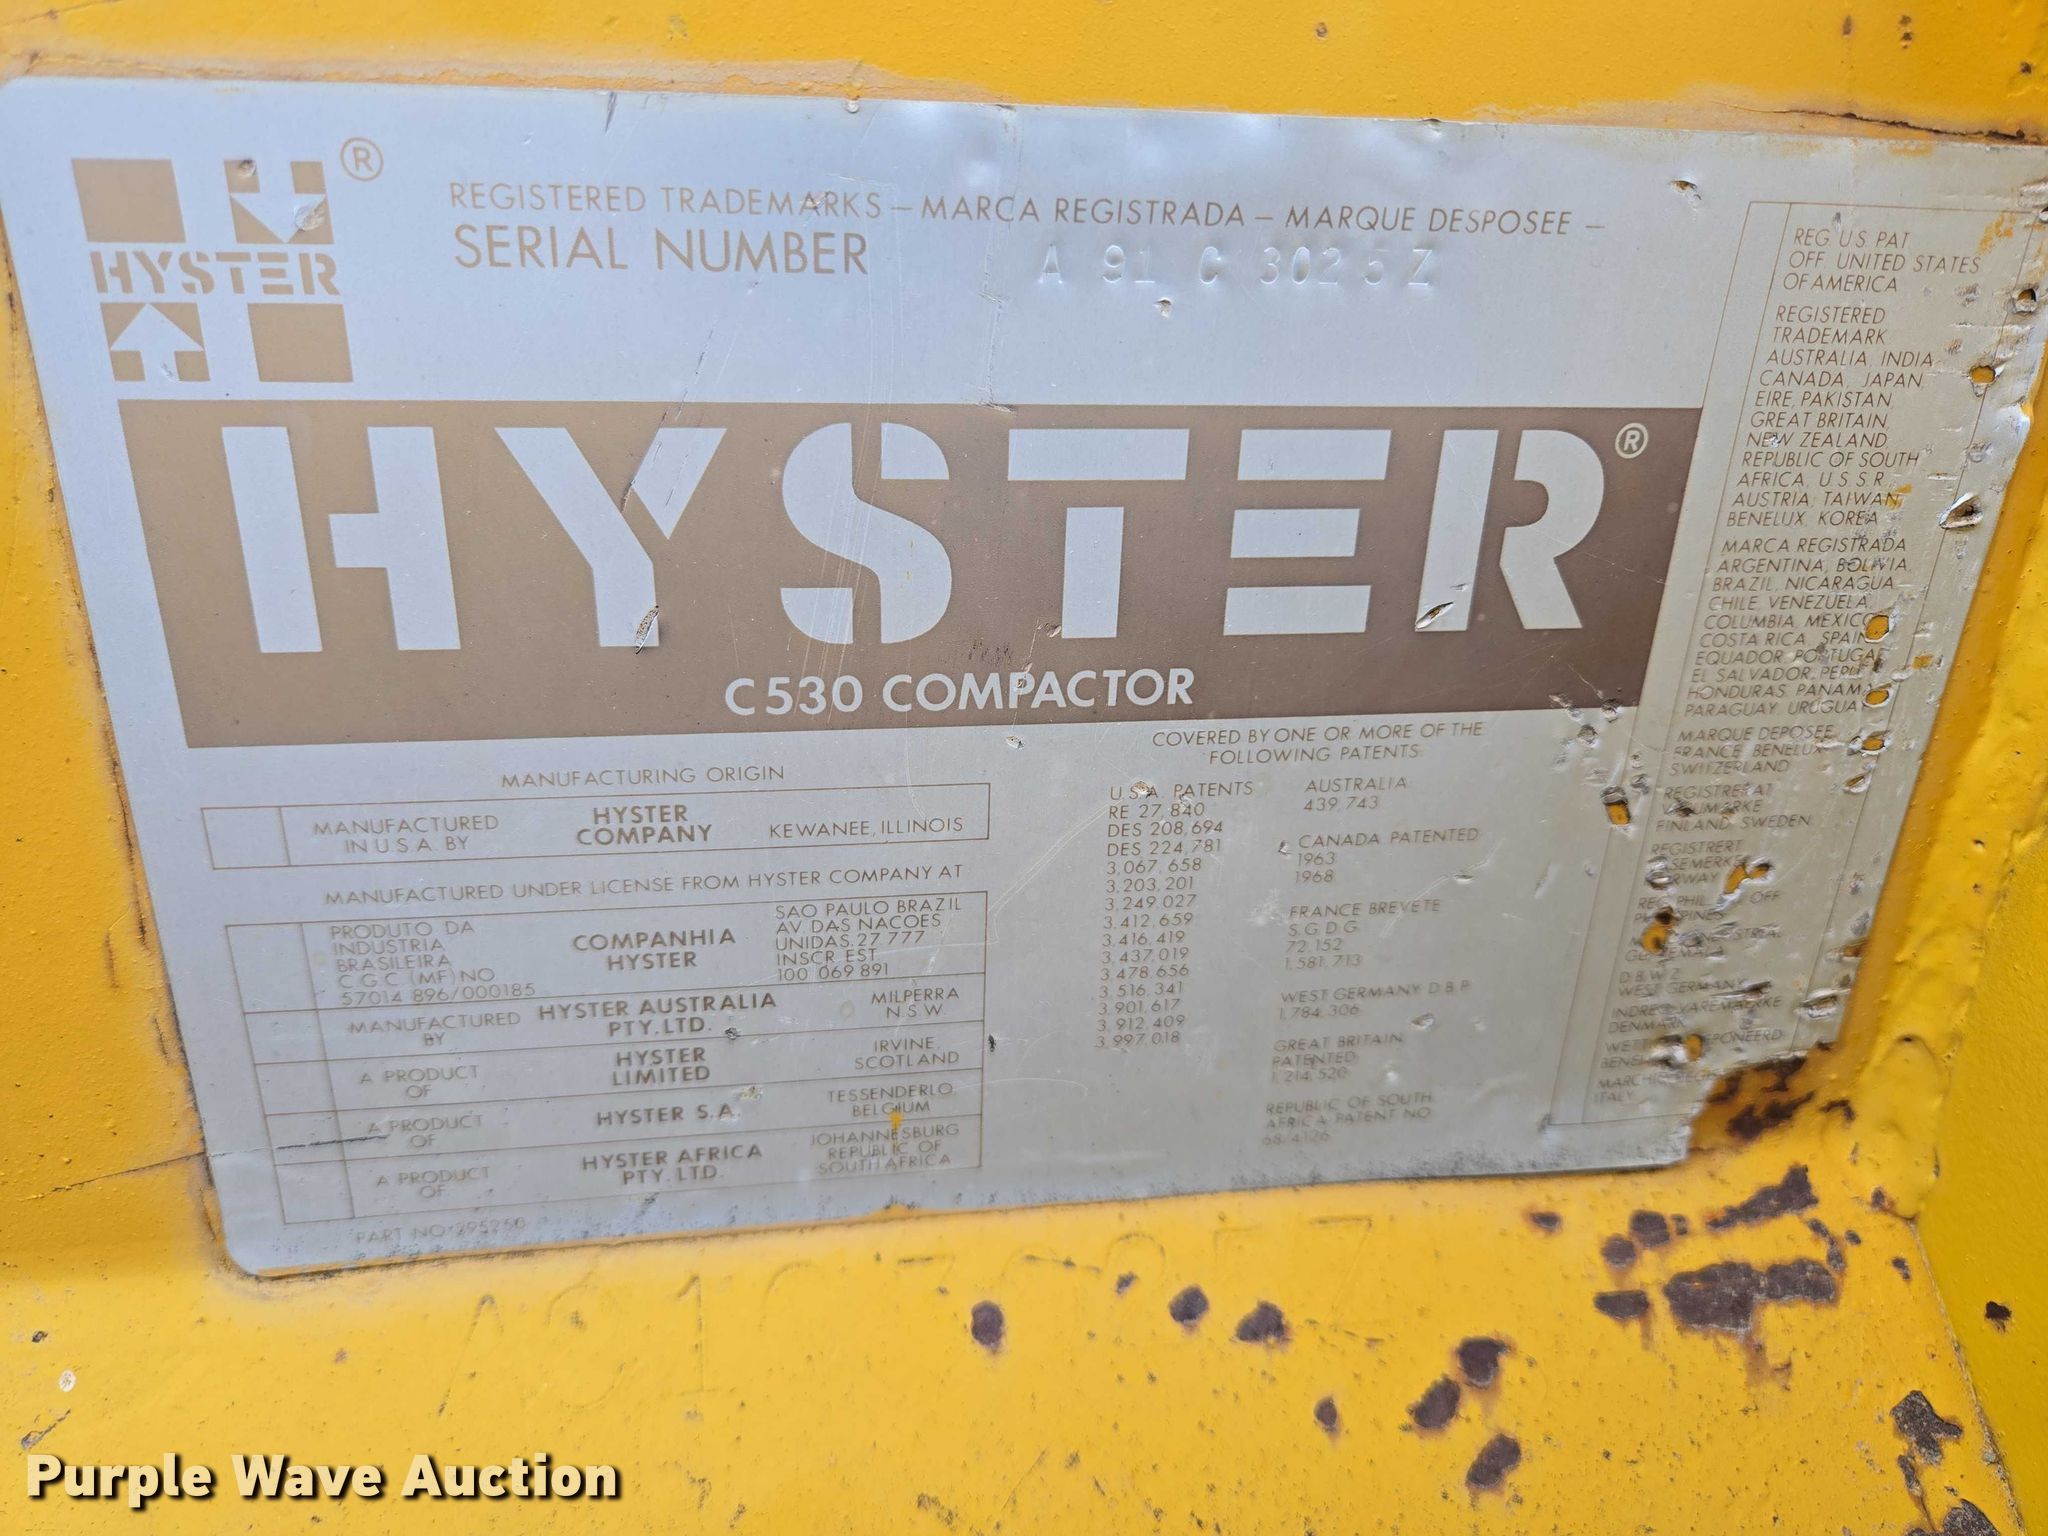 HYSTER ®
REGISTERED TRADEMARKS – MARCA REGISTRADA – MARQUE DESPOSEE –
SERIAL NUMBER A 91 C 3025 Z
HYSTER ®
C530 COMPACTOR
MANUFACTURING ORIGIN
MANUFACTURED
IN U.S.A. BY
HYSTER
COMPANY
KEWANEE, ILLINOIS
MANUFACTURED UNDER LICENSE FROM HYSTER COMPANY AT
PRODUTO DA
INDUSTRIA
BRASILEIRA
C G C (MF) NO
57014 896/000185
COMPANHIA
HYSTER
SAO PAULO BRAZIL
AV. DAS NACOES
UNIDAS, 27 777
INSCR EST
100 069 891
MANUFACTURED
BY
HYSTER AUSTRALIA
PTY. LTD.
MILPERRA
N S W
A PRODUCT
OF
HYSTER
LIMITED
IRVINE,
SCOTLAND
A PRODUCT
OF
HYSTER S.A.
TESSENDERLO,
BELGIUM
A PRODUCT
OF
HYSTER AFRICA
PTY. LTD.
JOHANNESBURG
REPUBLIC OF
SOUTH AFRICA
PART NO. 295250
COVERED BY ONE OR MORE OF THE
FOLLOWING PATENTS:
U.S.A. PATENTS
RE 27,840
DES 208,694
DES 224,781
3,067,658
3,203,201
3,249,027
3,412,659
3,416,419
3,437,019
3,478,656
3,516,341
3,901,617
3,912,409
3,997,018
AUSTRALIA
439,743
CANADA PATENTED
1963
1968
FRANCE BREVETE
S.G.D.G.
72,152
1,581,713
WEST GERMANY D.B.P.
1,784,306
GREAT BRITAIN
PATENTED
1,214,520
REPUBLIC OF SOUTH
AFRICA PATENT NO.
68/4126
REG. U.S. PAT.
OFF. UNITED STATES
OF AMERICA
REGISTERED
TRADEMARK
AUSTRALIA, INDIA
CANADA, JAPAN,
EIRE, PAKISTAN,
GREAT BRITAIN,
NEW ZEALAND,
REPUBLIC OF SOUTH
AFRICA, U.S.S.R.,
AUSTRIA, TAIWAN,
BENELUX, KOREA
MARCA REGISTRADA
ARGENTINA, BOLIVIA,
BRAZIL, NICARAGUA
CHILE, VENEZUELA,
COLUMBIA, MEXICO
COSTA RICA, SPAIN
EQUADOR, PORTUGAL
EL SALVADOR, PERU
HONDURAS, PANAMA
PARAGUAY, URUGUAY
MARQUE DEPOSEE
FRANCE, BENELUX
SWITZERLAND
FINLAND, SWEDEN
REGISTRERT
D.B.W.Z.
WEST GERMANY
DENMARK
ITALY
Purple Wave Auction